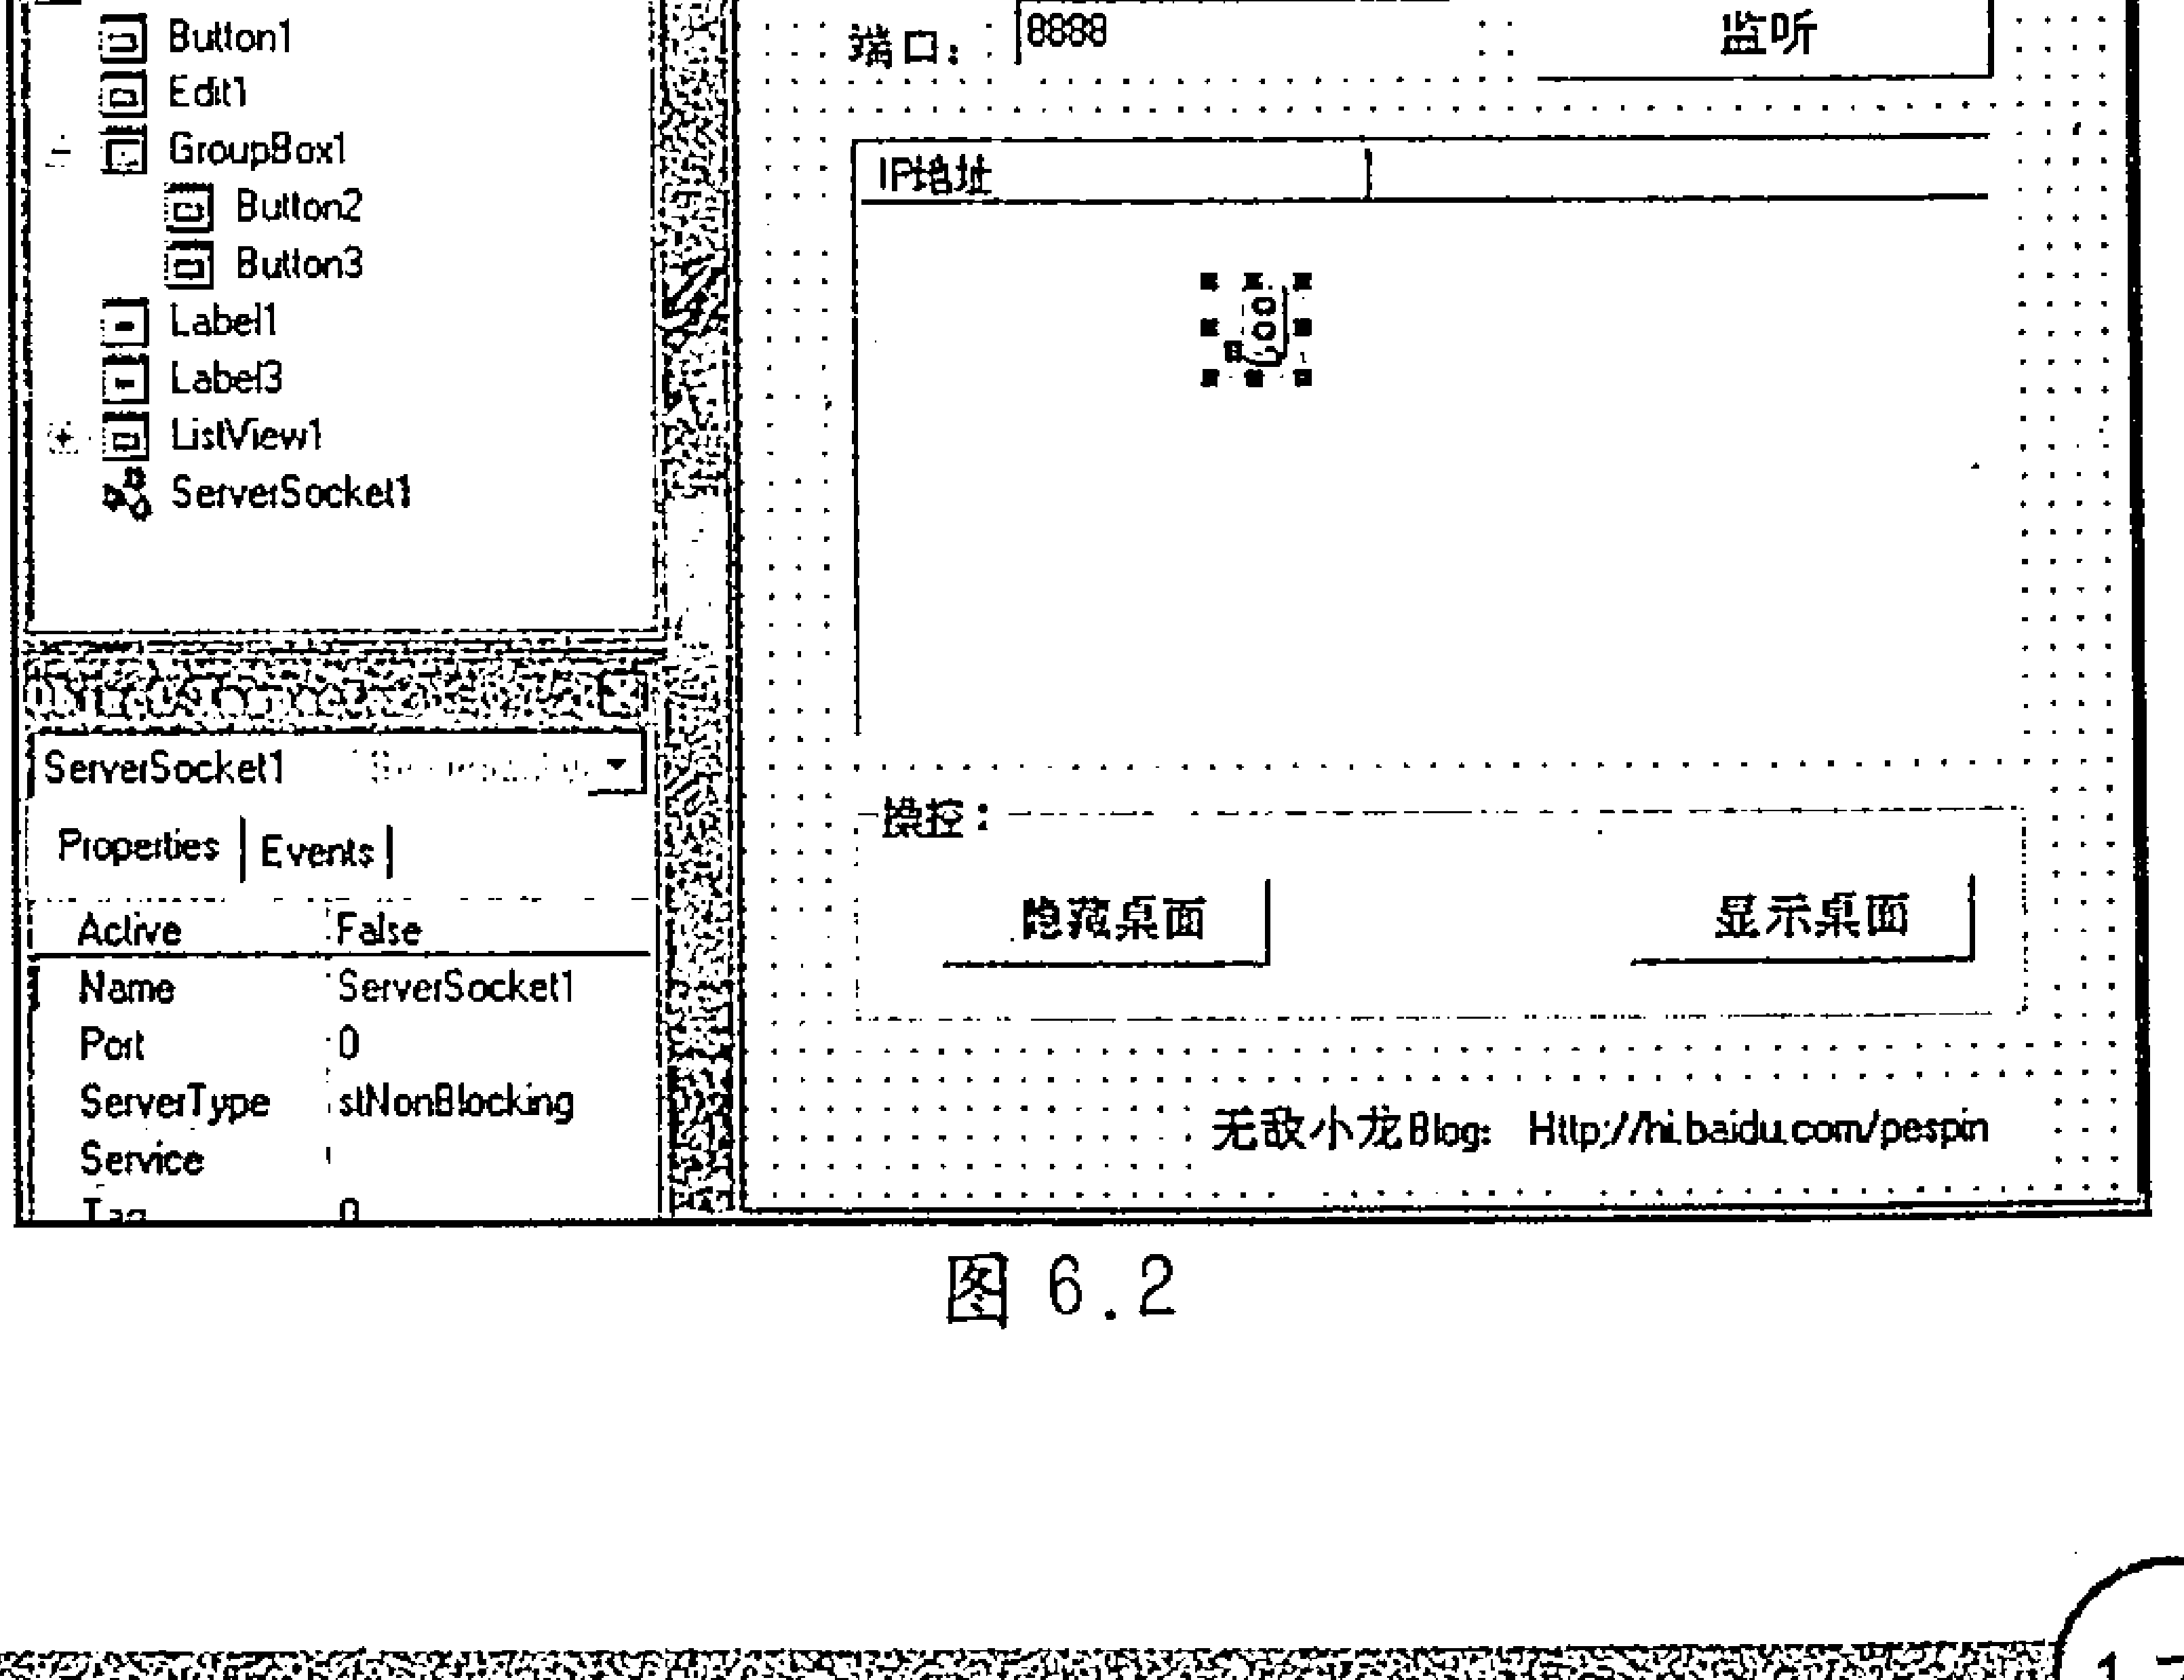 Button1
Edit1
GroupBox1
Button2
Button3
Label1
Label3
ListView1
ServerSocket1
Object Inspector
ServerSocket1
Properties
Events
Active False
Name ServerSocket1
Port 0
ServerType stNonBlocking
Service
Tag 0
端口: 8888
监听
IP地址
操控:
隐藏桌面
显示桌面
无敌小龙Blog: Http://hi.baidu.com/pespin
图 6.2